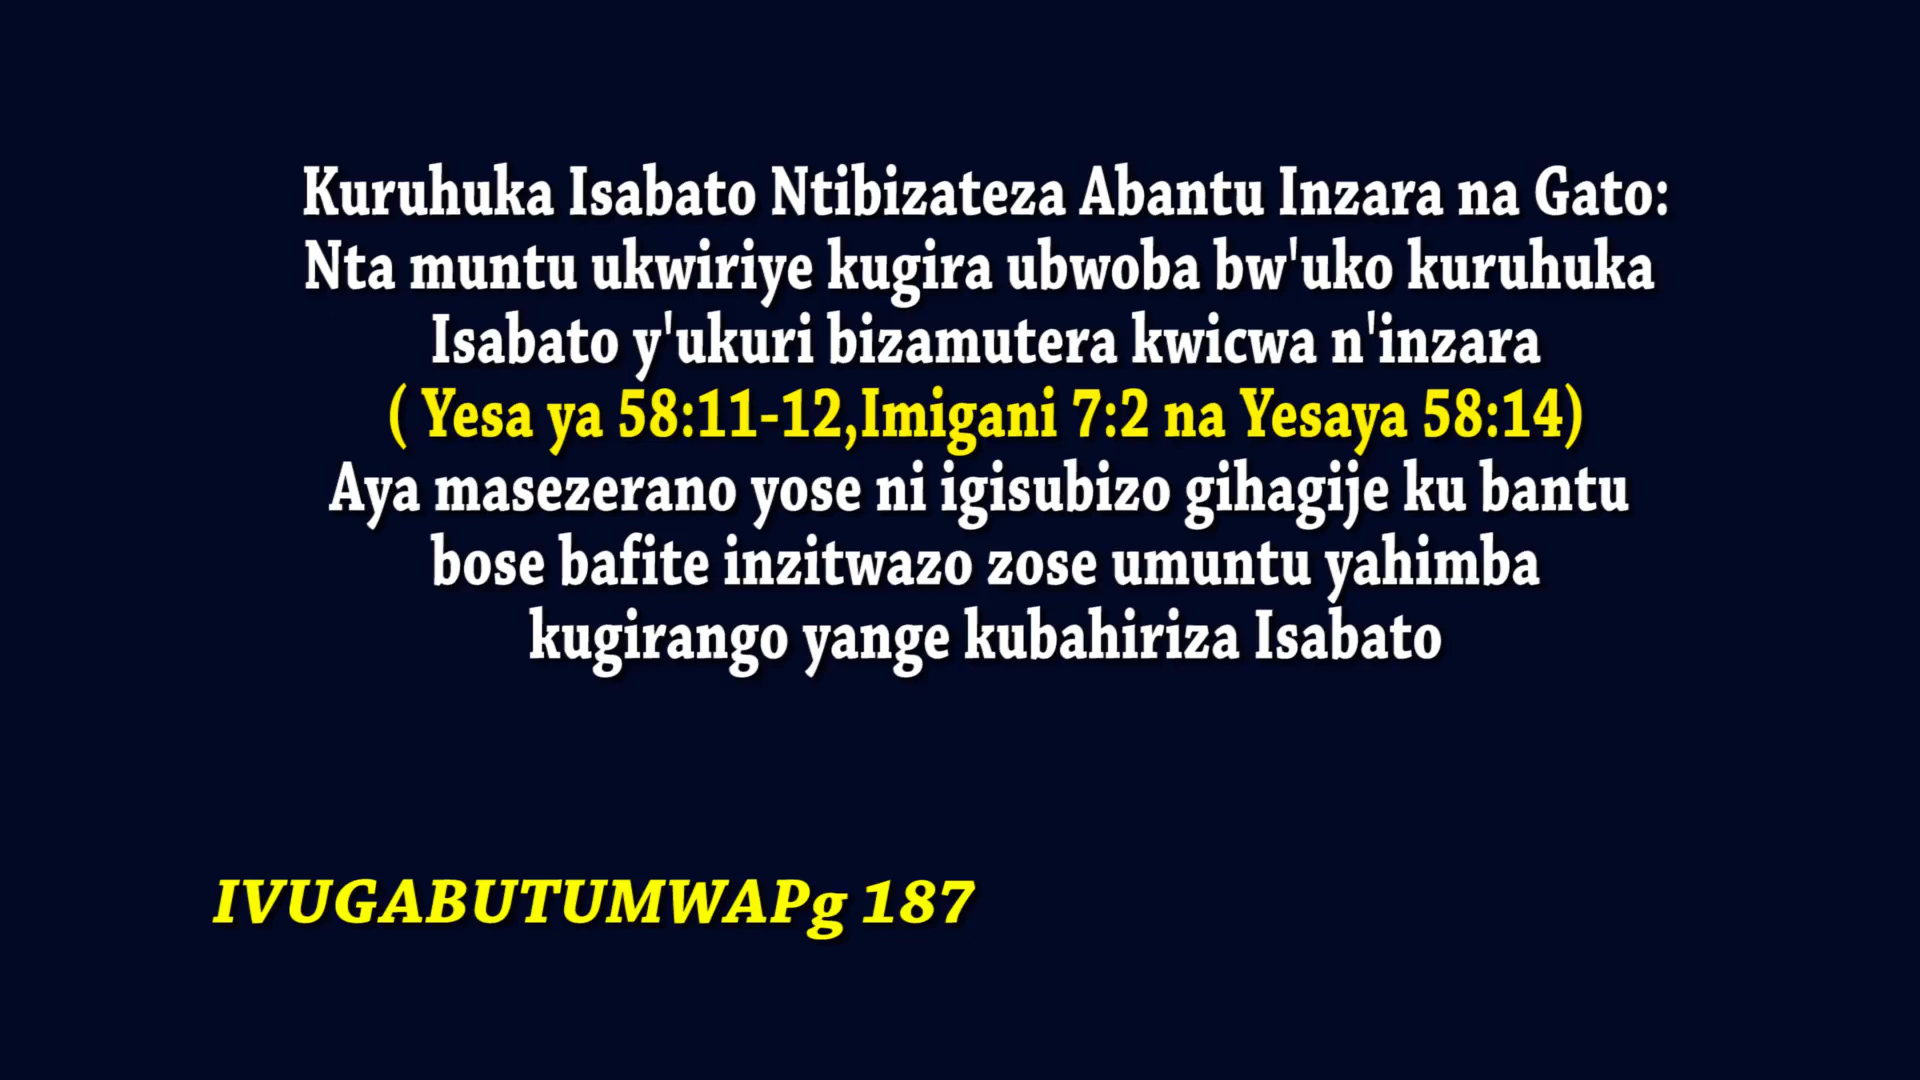 Kuruhuka Isabato Ntibizateza Abantu Inzara na Gato:
Nta muntu ukwiriye kugira ubwoba bw'uko kuruhuka
Isabato y'ukuri bizamutera kwicwa n'inzara
( Yesa ya 58:11-12,Imigani 7:2 na Yesaya 58:14)
Aya masezerano yose ni igisubizo gihagije ku bantu
bose bafite inzitwazo zose umuntu yahimba
kugirango yange kubahiriza Isabato
IVUGABUTUMWAPg 187